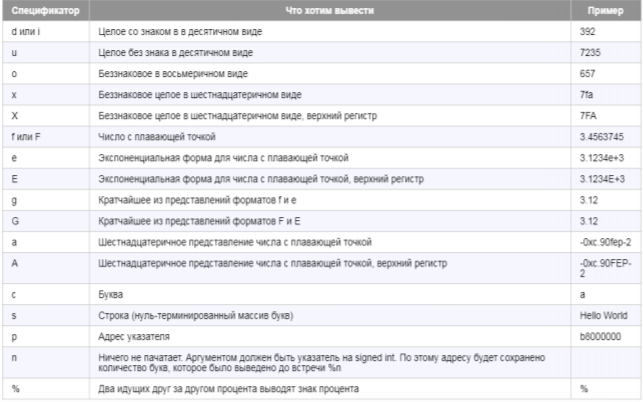 Спецификатор Что хотим вывести Пример
d или i Целое со знаком в в десятичном виде 392
u Целое без знака в десятичном виде 7235
o Беззнаковое в восьмеричном виде 657
x Беззнаковое целое в шестнадцатеричном виде 7fa
X Беззнаковое целое в шестнадцатеричном виде, верхний регистр 7FA
f или F Число с плавающей точкой 3.4563745
e Экспоненциальная форма для числа с плавающей точкой 3.1234e+3
E Экспоненциальная форма для числа с плавающей точкой, верхний регистр 3.1234E+3
g Кратчайшее из представлений форматов f и e 3.12
G Кратчайшее из представлений форматов F и E 3.12
a Шестнадцатеричное представление числа с плавающей точкой -0xc.90fep-2
A Шестнадцатеричное представление числа с плавающей точкой, верхний регистр -0xc.90FEP-
2
c Буква a
s Строка (нуль-терминированный массив букв) Hello World
p Адрес указателя b8000000
n Ничего не пачатает. Аргументом должен быть указатель на signed int. По этому адресу будет сохранено
количество букв, которое было выведено до встречи %n
% Два идущих друг за другом процента выводят знак процента %